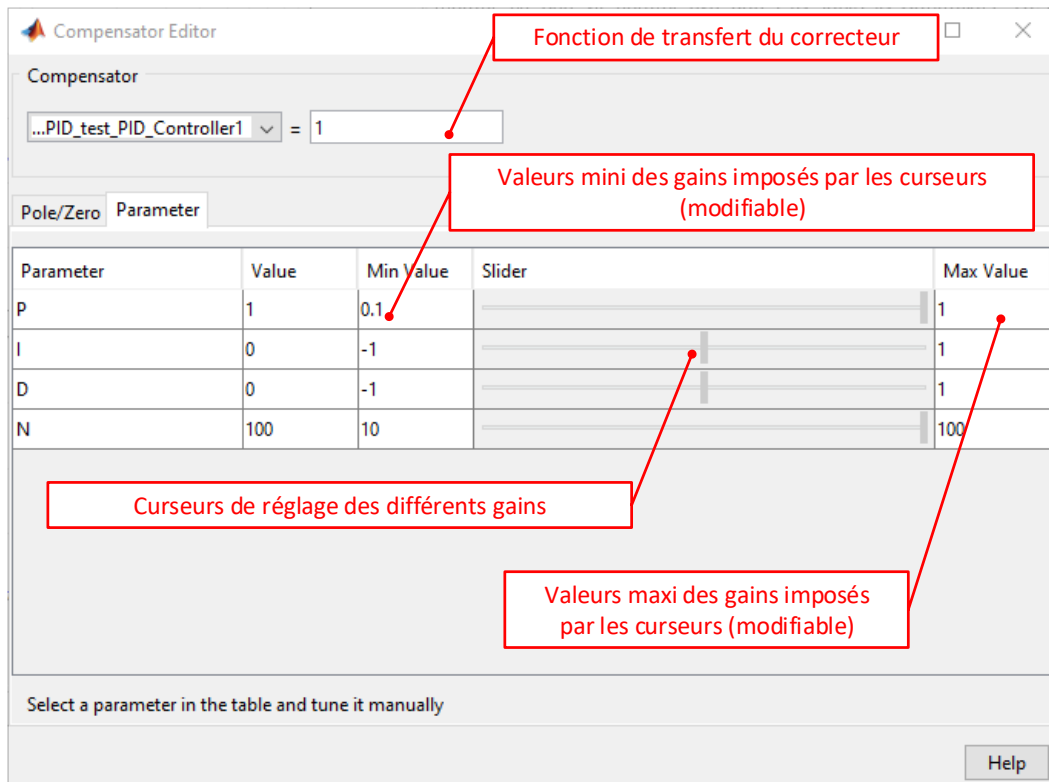 Compensator Editor
Fonction de transfert du correcteur
Compensator
...PID_test_PID_Controller1 = 1
Valeurs mini des gains imposés par les curseurs
(modifiable)
Pole/Zero Parameter
Parameter Value Min Value Slider Max Value
P 1 0.1 1
I 0 -1 1
D 0 -1 1
N 100 10 100
Curseurs de réglage des différents gains
Valeurs maxi des gains imposés
par les curseurs (modifiable)
Select a parameter in the table and tune it manually
Help